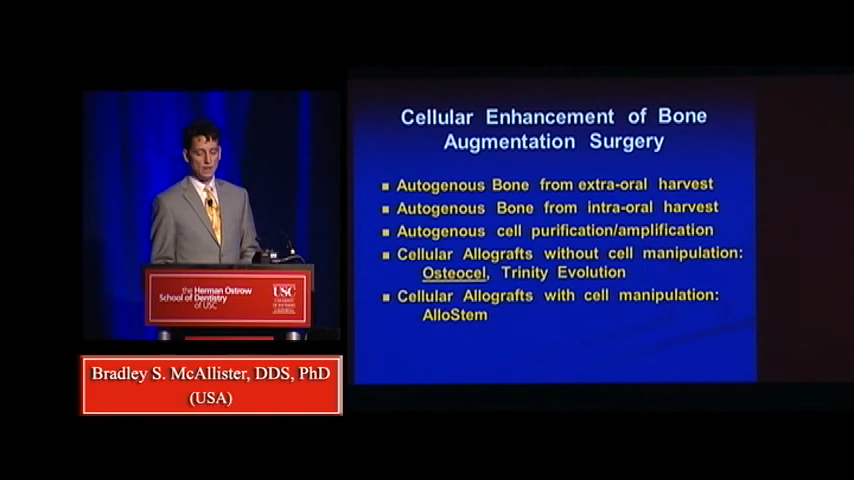 Cellular Enhancement of Bone
Augmentation Surgery
Autogenous Bone from extra-oral harvest
Autogenous Bone from intra-oral harvest
Autogenous cell purification/amplification
Cellular Allografts without cell manipulation:
Osteocel, Trinity Evolution
Cellular Allografts with cell manipulation:
AlloStem
the Herman Ostrow
School of Dentistry
of USC
USC
Bradley S. McAllister, DDS, PhD
(USA)